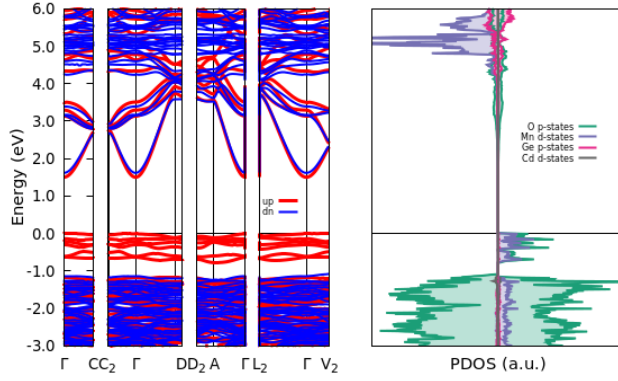 6.0
5.0
4.0
3.0
2.0
1.0
0.0
-1.0
-2.0
-3.0
Energy (eV)
up
dn
Γ CC2 Γ DD2 A Γ L2 Γ V2
O p-states
Mn d-states
Ge p-states
Cd d-states
PDOS (a.u.)